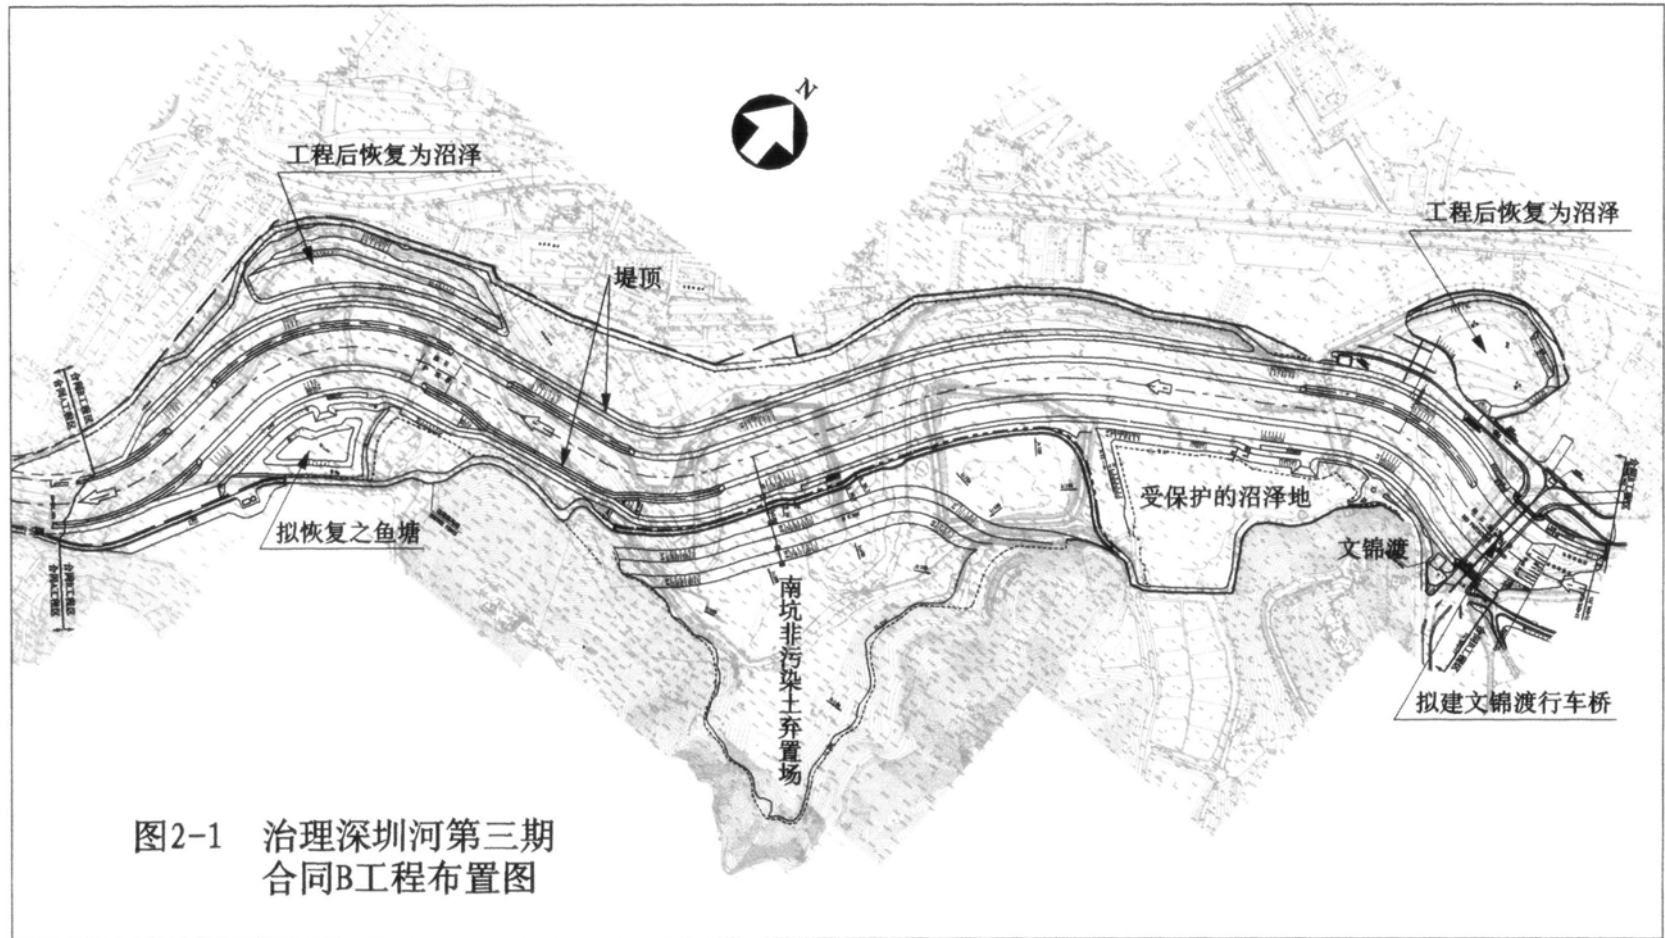 N
工程后恢复为沼泽
工程后恢复为沼泽
堤顶
受保护的沼泽地
拟恢复之鱼塘
文锦渡
南坑非污染土弃置场
拟建文锦渡行车桥
图2-1 治理深圳河第三期
合同B工程布置图